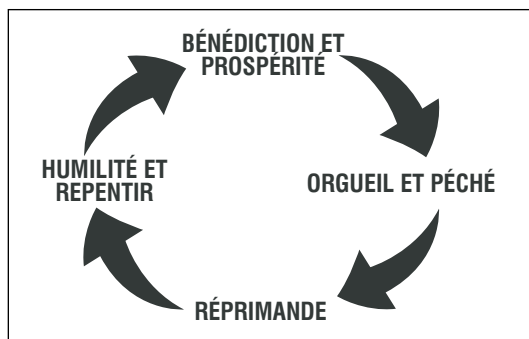 BÉNÉDICTION ET
PROSPÉRITÉ
ORGUEIL ET PÉCHÉ
RÉPRIMANDE
HUMILITÉ ET
REPENTIR